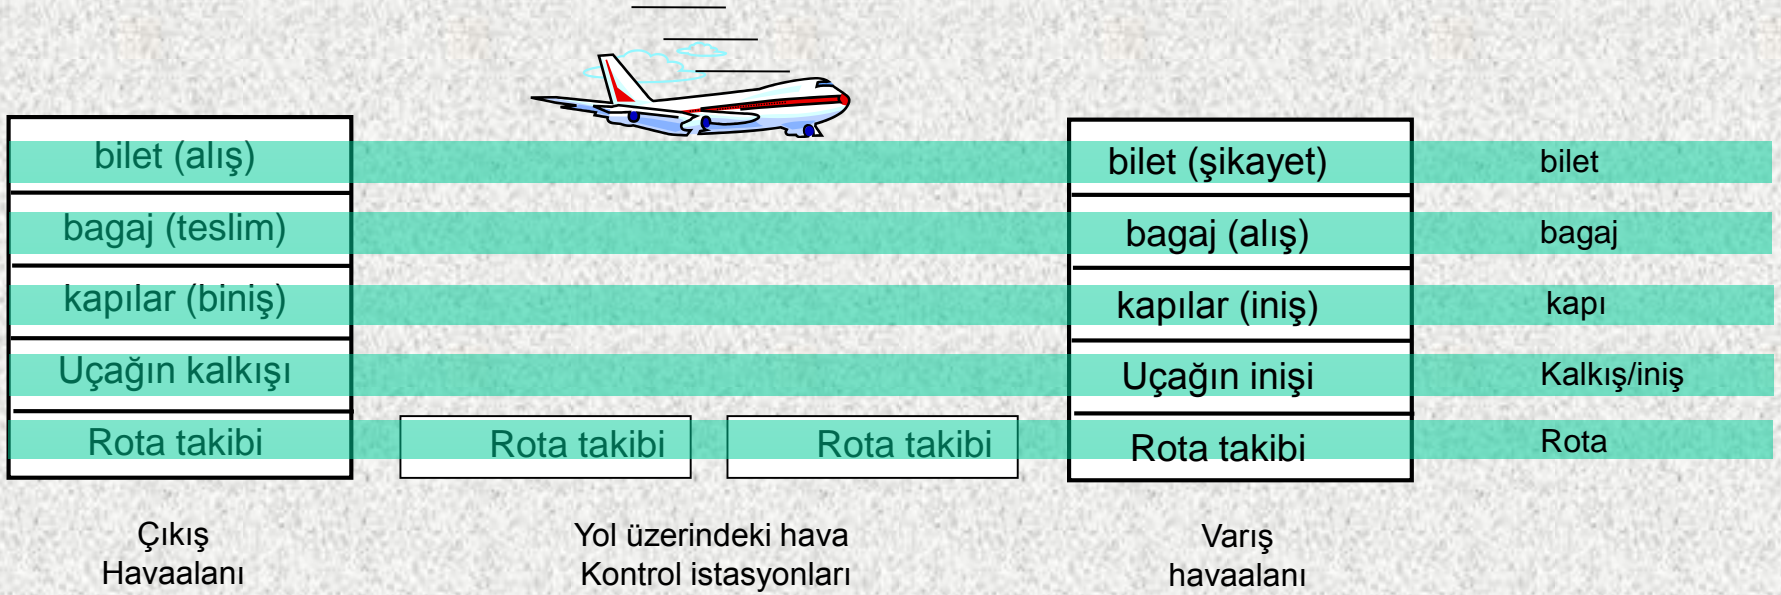 bilet (alış)
bilet (şikayet)
bilet
bagaj (teslim)
bagaj (alış)
bagaj
kapılar (biniş)
kapılar (iniş)
kapı
Uçağın kalkışı
Uçağın inişi
Kalkış/iniş
Rota takibi
Rota takibi
Rota takibi
Rota takibi
Rota
Çıkış
Havaalanı
Yol üzerindeki hava
Kontrol istasyonları
Varış
havaalanı